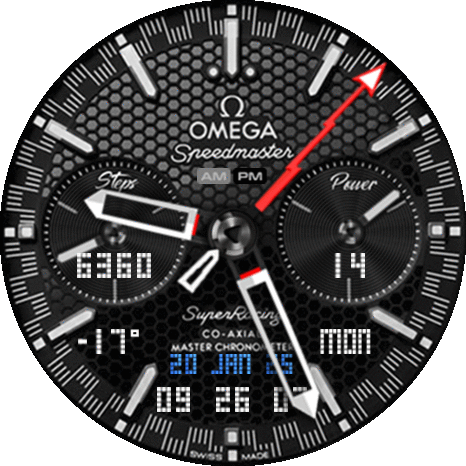 Ω
OMEGA
Speedmaster
AM PM
Steps Power
6360 14
SuperRacing
CO-AXIAL
MASTER CHRONOMETER
-17° MON
20 JAN 25
09 26 07
SWISS MADE